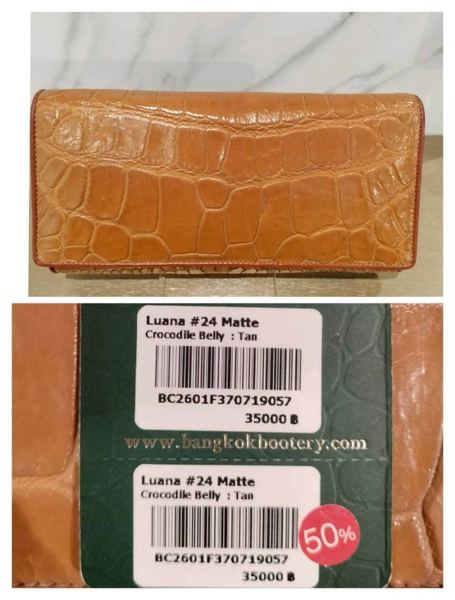 Luana #24 Matte
Crocodile Belly : Tan
BC2601F370719057
35000 ฿
www.bangkokbootery.com
Luana #24 Matte
Crocodile Belly : Tan
BC2601F370719057
50%
35000 ฿